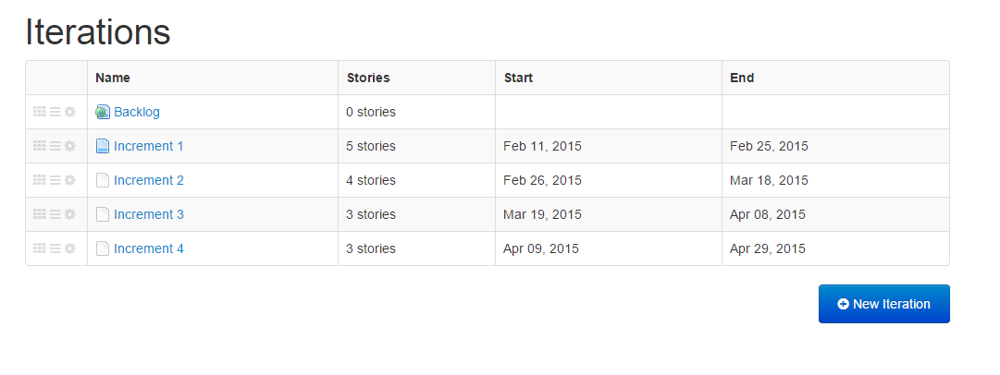 Iterations
Name Stories Start End
Backlog 0 stories
Increment 1 5 stories Feb 11, 2015 Feb 25, 2015
Increment 2 4 stories Feb 26, 2015 Mar 18, 2015
Increment 3 3 stories Mar 19, 2015 Apr 08, 2015
Increment 4 3 stories Apr 09, 2015 Apr 29, 2015
New Iteration